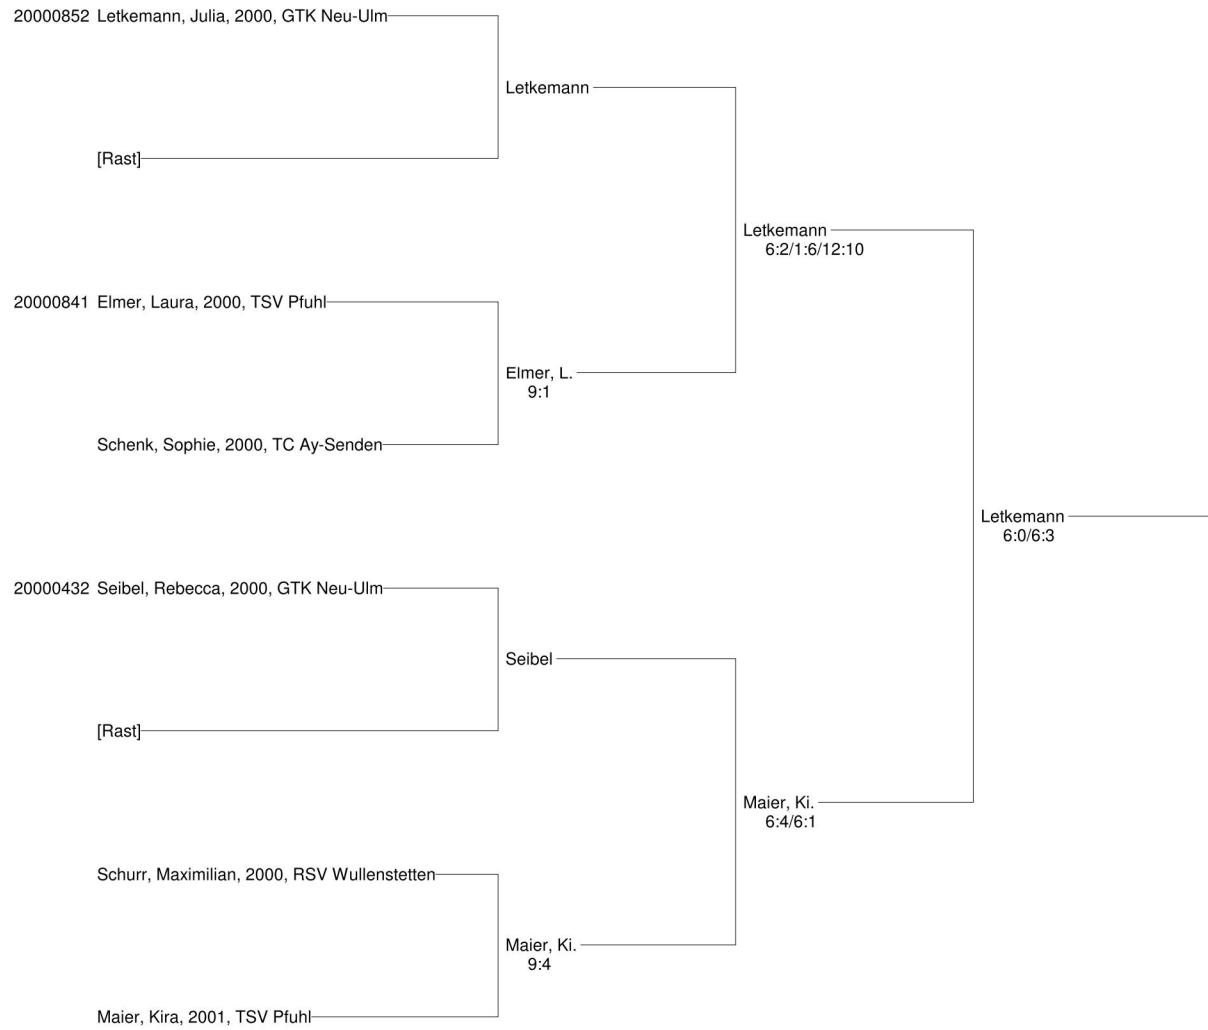 20000852 Letkemann, Julia, 2000, GTK Neu-Ulm
Letkemann
[Rast]
Letkemann
6:2/1:6/12:10
20000841 Elmer, Laura, 2000, TSV Pfuhl
Elmer, L.
9:1
Schenk, Sophie, 2000, TC Ay-Senden
Letkemann
6:0/6:3
20000432 Seibel, Rebecca, 2000, GTK Neu-Ulm
Seibel
[Rast]
Maier, Ki.
6:4/6:1
Schurr, Maximilian, 2000, RSV Wullenstetten
Maier, Ki.
9:4
Maier, Kira, 2001, TSV Pfuhl